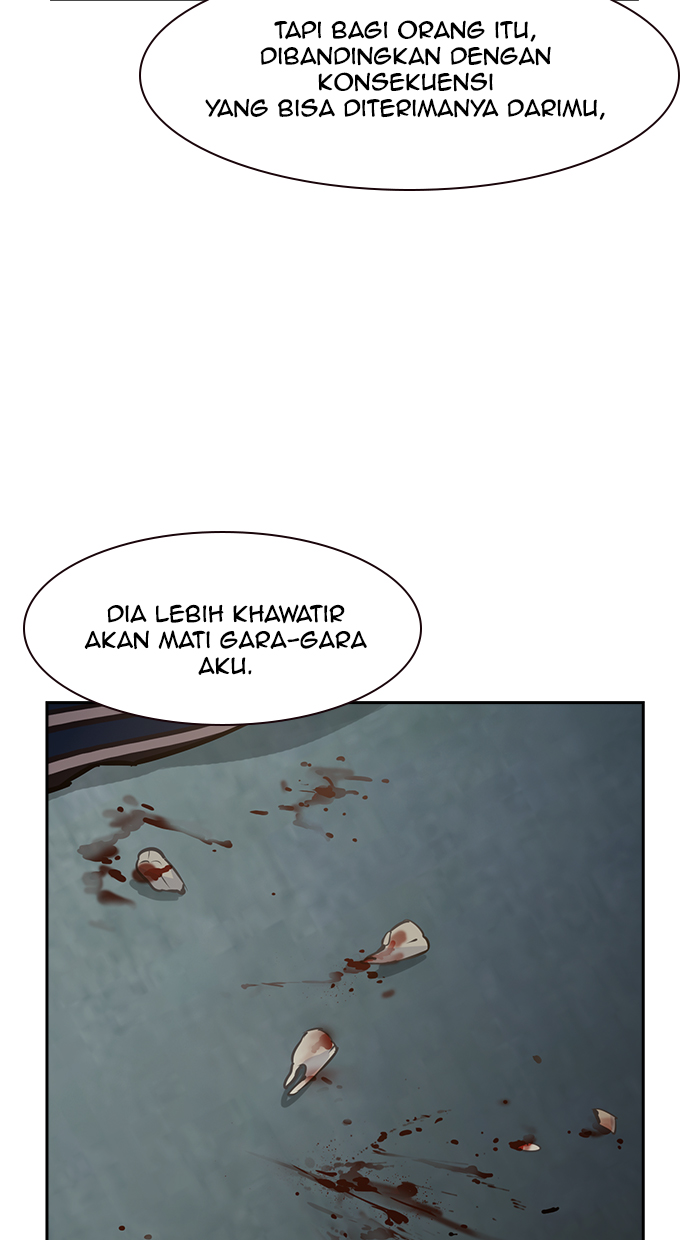 TAPI BAGI ORANG ITU,
DIBANDINGKAN DENGAN
KONSEKUENSI
YANG BISA DITERIMANYA DARIMU,
DIA LEBIH KHAWATIR
AKAN MATI GARA-GARA
AKU.